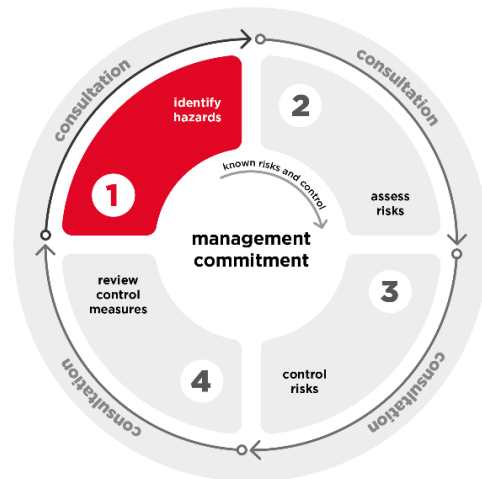 consultation
consultation
identify
hazards
1
2
known risks and control
assess
risks
management
commitment
review
control
measures
3
4
control
risks
consultation
consultation